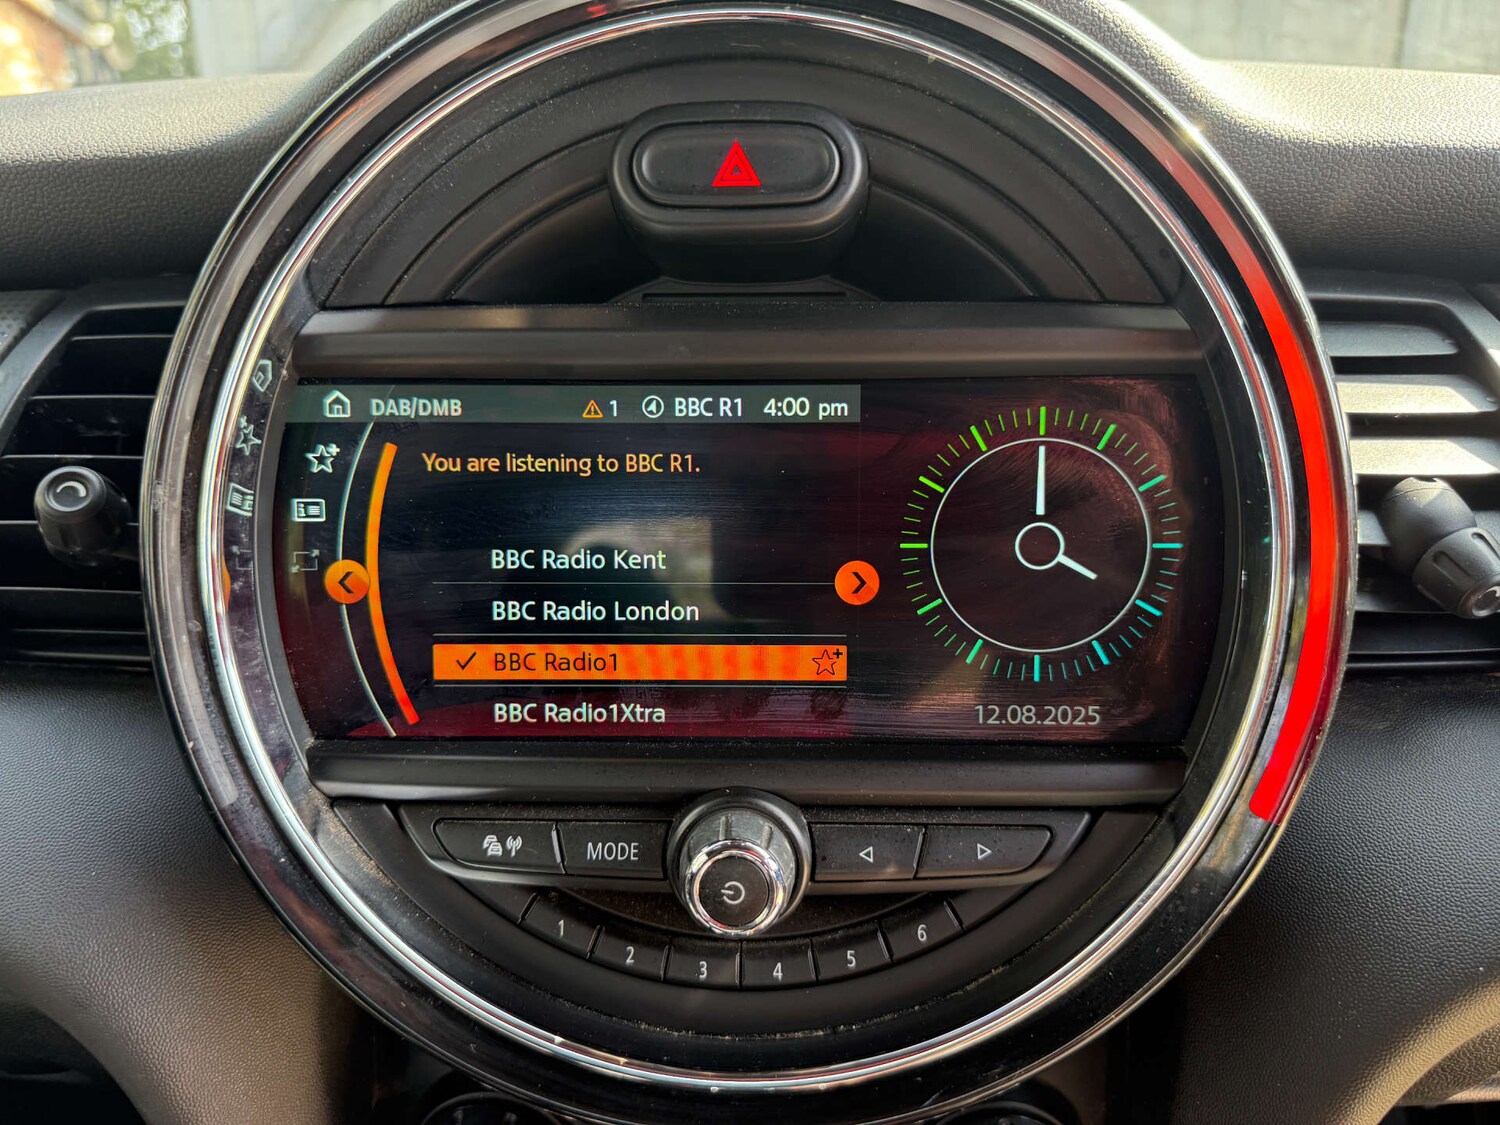 DAB/DMB 1 BBC R1 4:00 pm
You are listening to BBC R1.
BBC Radio Kent
BBC Radio London
BBC Radio1
BBC Radio1Xtra
12.08.2025
MODE
1 2 3 4 5 6